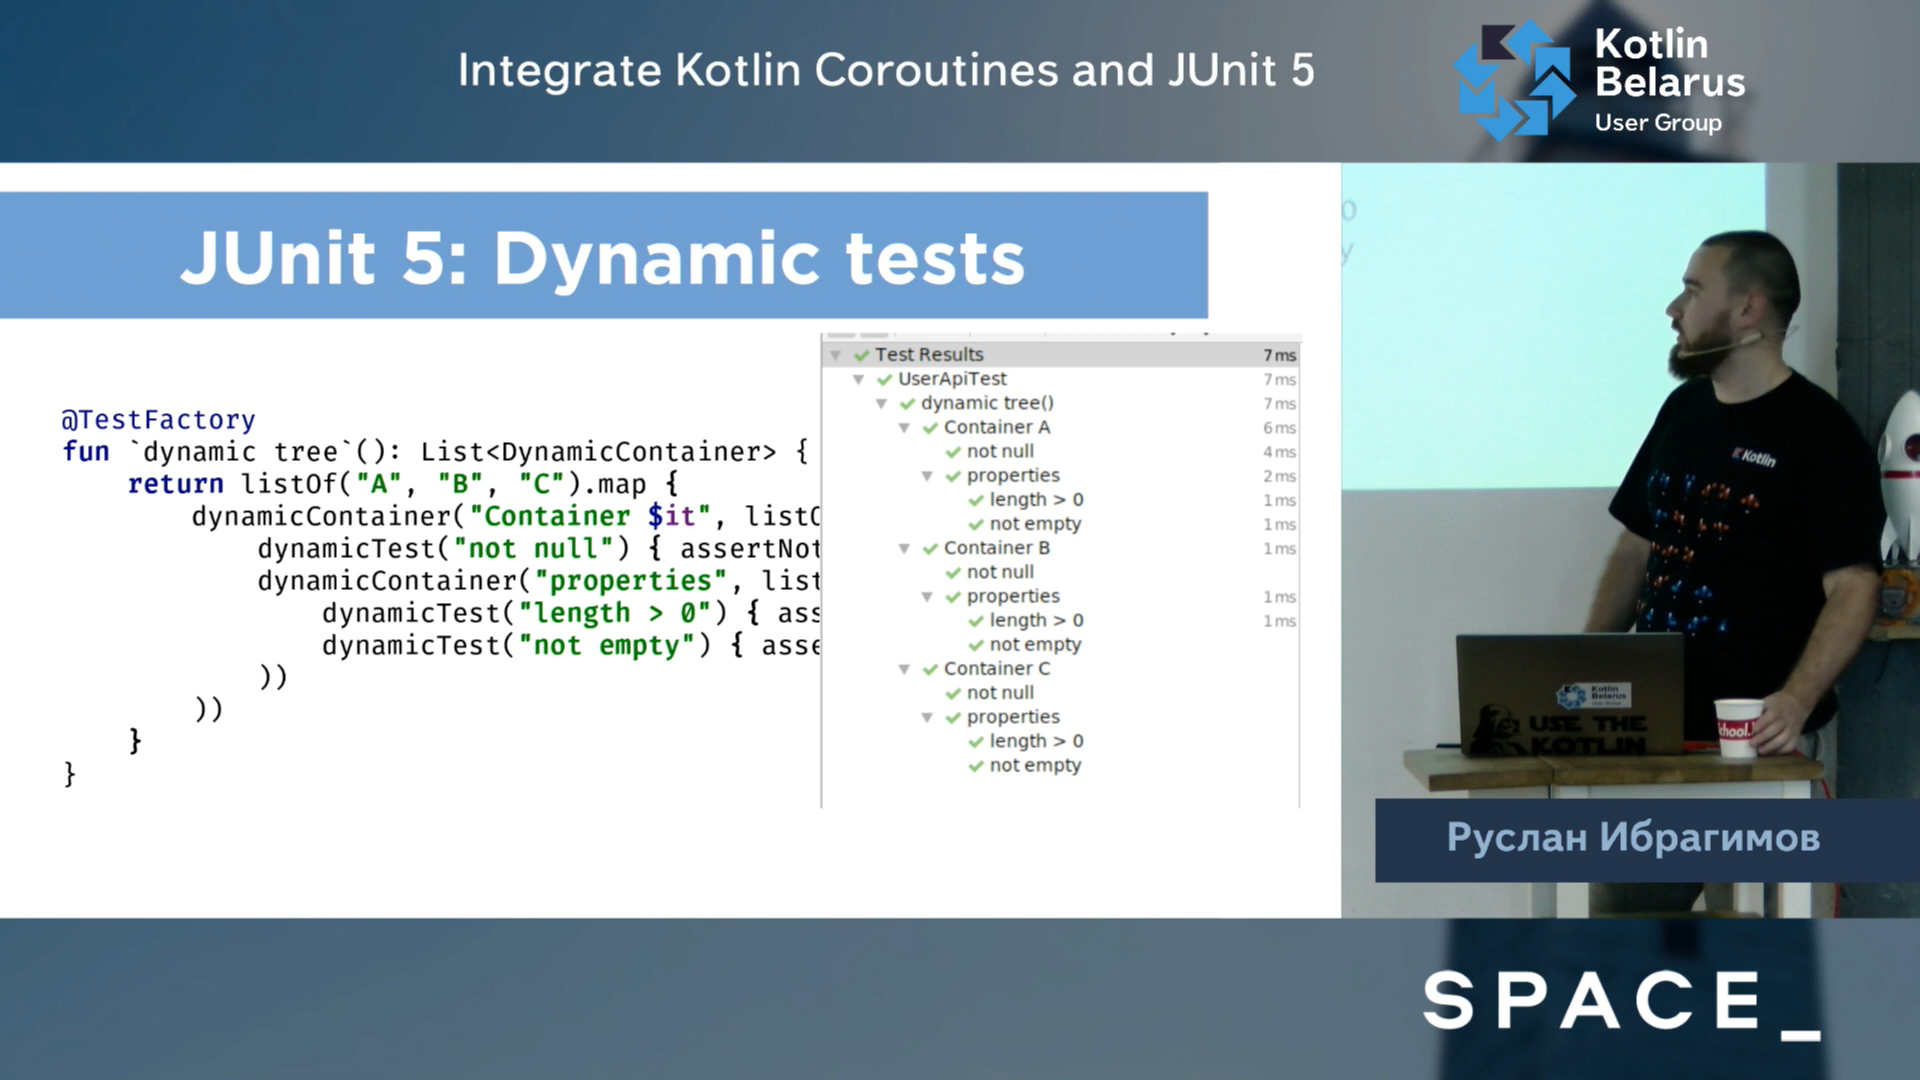 Integrate Kotlin Coroutines and JUnit 5
Kotlin
Belarus
User Group
JUnit 5: Dynamic tests
@TestFactory
fun `dynamic tree`(): List<DynamicContainer> {
return listOf("A", "B", "C").map {
dynamicContainer("Container $it", listO
dynamicTest("not null") { assertNot
dynamicContainer("properties", list
dynamicTest("length > 0") { ass
dynamicTest("not empty") { asse
))
))
}
}
Test Results 7 ms
UserApiTest 7 ms
dynamic tree() 7 ms
Container A 6 ms
not null 4 ms
properties 2 ms
length > 0 1 ms
not empty 1 ms
Container B 1 ms
not null
properties 1 ms
length > 0 1 ms
not empty
Container C
not null
properties
length > 0
not empty
Kotlin
Kotlin
Belarus
USE THE
KOTLIN
Руслан Ибрагимов
SPACE_